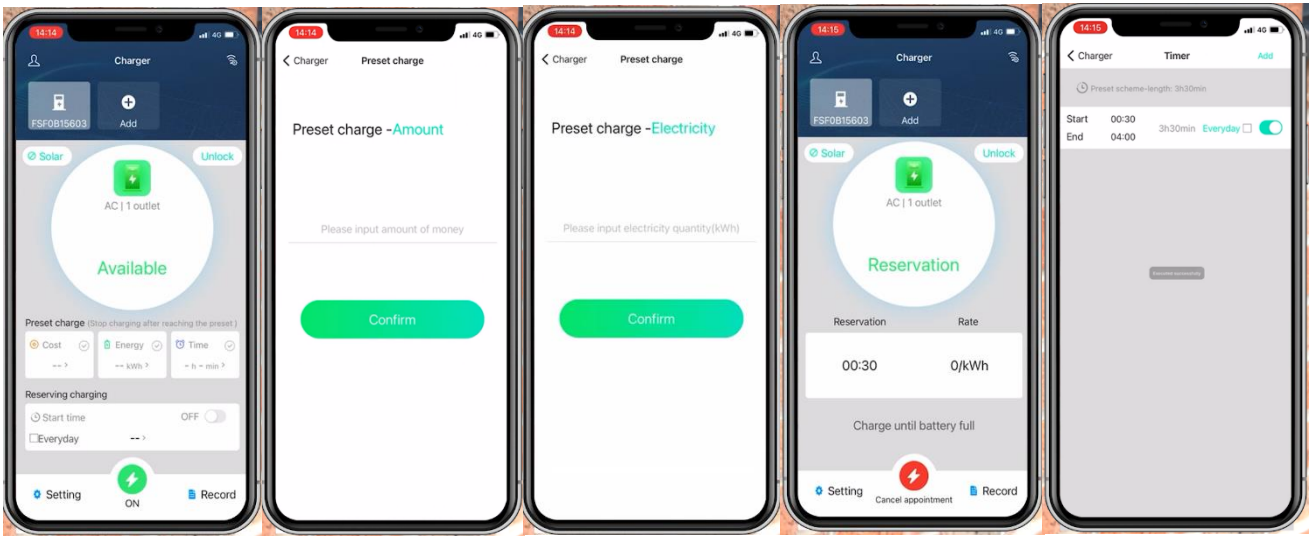 14:14
4G
Charger
FSF0B15603
Add
Solar
Unlock
AC | 1 outlet
Available
Preset charge (Stop charging after reaching the preset.)
Cost
Energy
Time
-- >
-- kWh >
- h - min >
Reserving charging
Start time
OFF
Everyday
-- >
Setting
ON
Record
14:14
4G
Charger
Preset charge
Preset charge -Amount
Please input amount of money
Confirm
14:14
4G
Charger
Preset charge
Preset charge -Electricity
Please input electricity quantity(kWh)
Confirm
14:15
4G
Charger
FSF0B15603
Add
Solar
Unlock
AC | 1 outlet
Reservation
Reservation
Rate
00:30
0/kWh
Charge until battery full
Setting
Cancel appointment
Record
14:15
4G
Charger
Timer
Add
Preset scheme-length: 3h30min
Start 00:30
End 04:00
3h30min Everyday